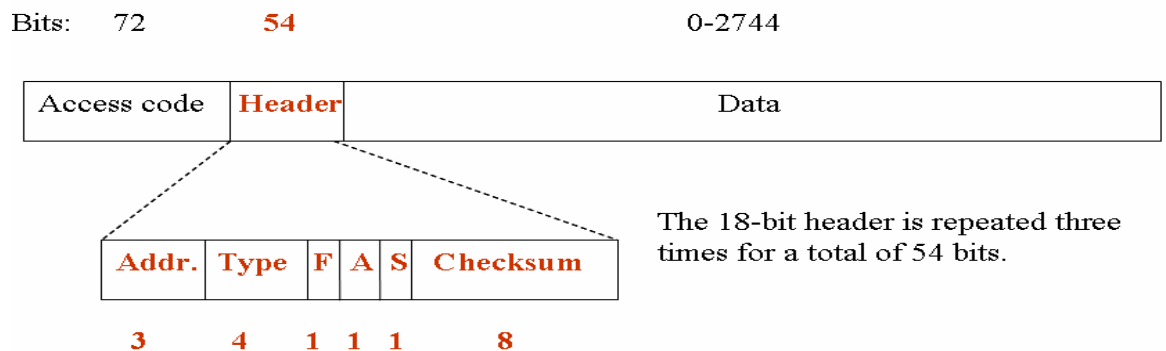 Bits: 72 54 0-2744
Access code Header Data
The 18-bit header is repeated three
times for a total of 54 bits.
Addr. Type F A S Checksum
3 4 1 1 1 8